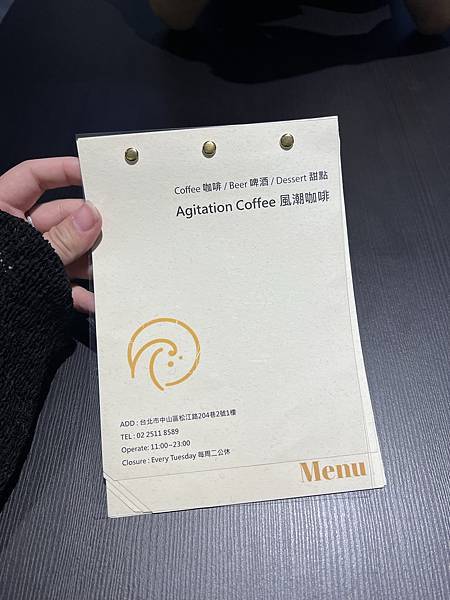 Coffee 咖啡 / Beer 啤酒 / Dessert 甜點
Agitation Coffee 風潮咖啡
ADD : 台北市中山區松江路204巷2號1樓
TEL : 02 2511 8589
Operate: 11:00~23:00
Closure : Every Tuesday 每周二公休
Menu